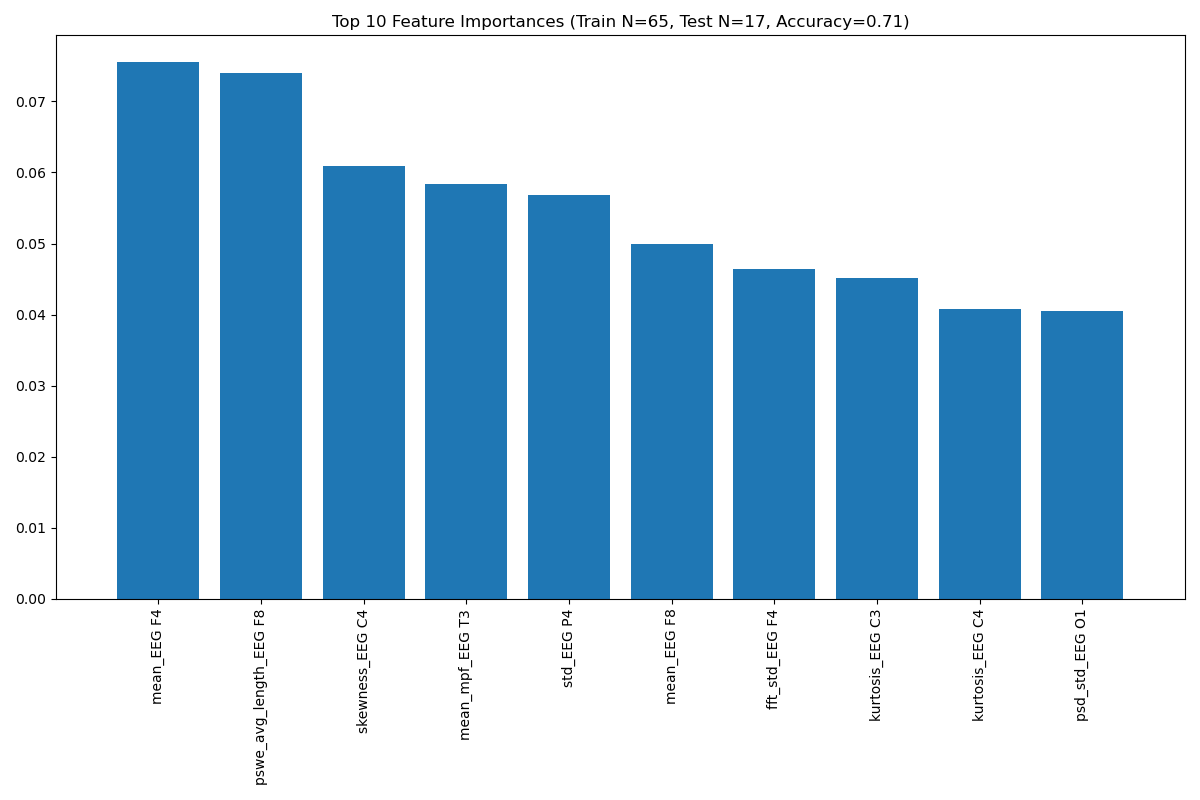 Top 10 Feature Importances (Train N=65, Test N=17, Accuracy=0.71)
0.07
0.06
0.05
0.04
0.03
0.02
0.01
0.00
mean_EEG F4
pswe_avg_length_EEG F8
skewness_EEG C4
mean_mpf_EEG T3
std_EEG P4
mean_EEG F8
fft_std_EEG F4
kurtosis_EEG C3
kurtosis_EEG C4
psd_std_EEG O1